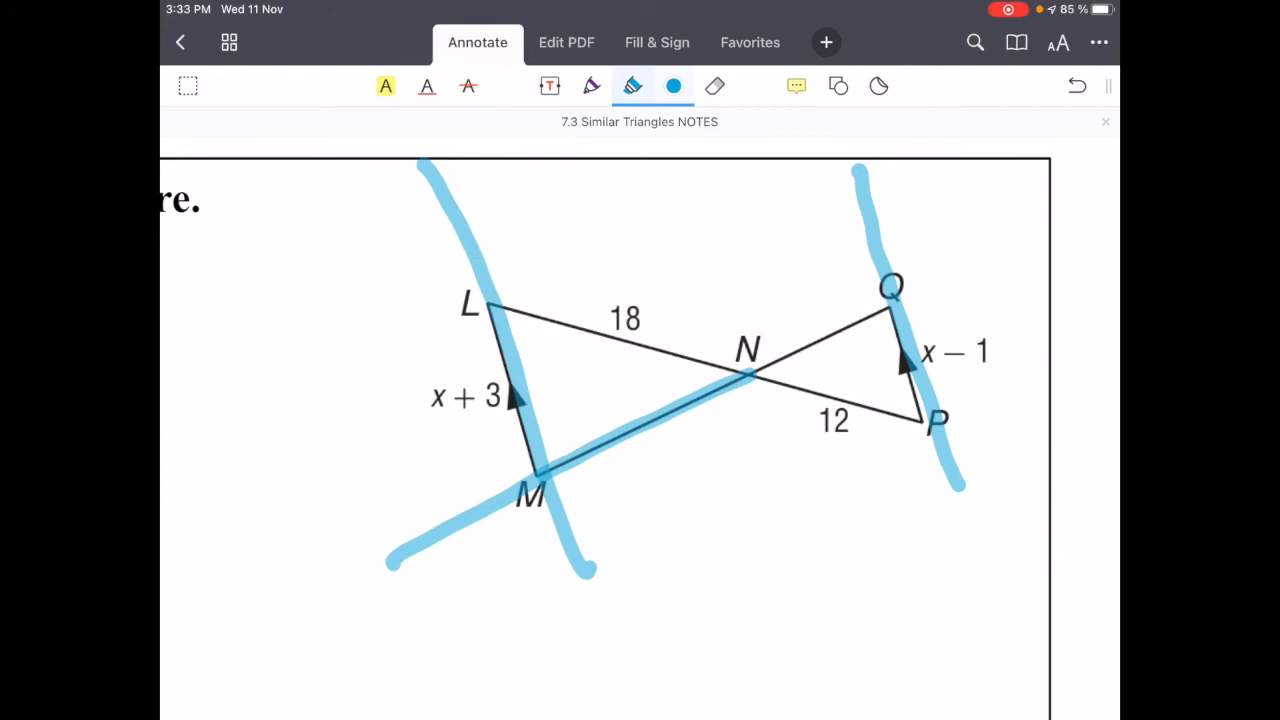 3:33 PM Wed 11 Nov 85 %
Annotate Edit PDF Fill & Sign Favorites
AA
A A A T
7.3 Similar Triangles NOTES
re.
Q
L 18
N x – 1
x + 3
12 P
M